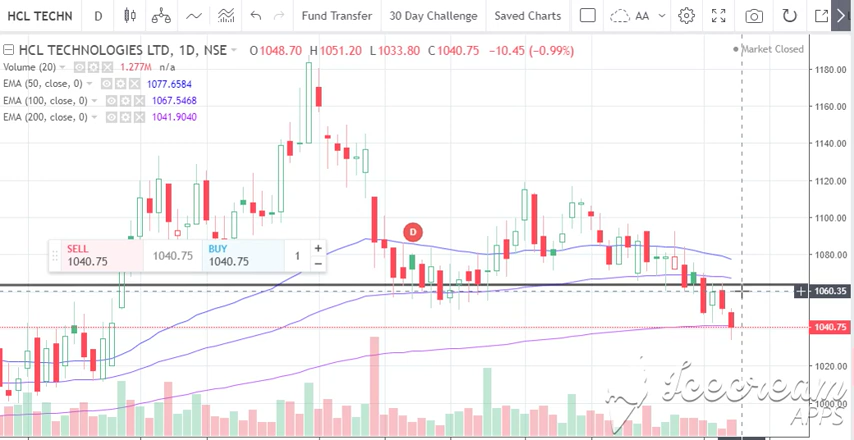 HCL TECHN D AA Fund Transfer 30 Day Challenge Saved Charts
HCL TECHNOLOGIES LTD, 1D, NSE O1048.70 H1051.20 L1033.80 C1040.75 −10.45 (−0.99%) Market Closed
Volume (20) 1.277M n/a
EMA (50, close, 0) 1077.6584
EMA (100, close, 0) 1067.5468
EMA (200, close, 0) 1041.9040
1180.00
1160.00
1140.00
1120.00
1100.00
D
SELL BUY
1040.75 1040.75 1040.75 1 + −
1080.00
1060.35
1040.75
1020.00
1000.00
Icecream
APPS